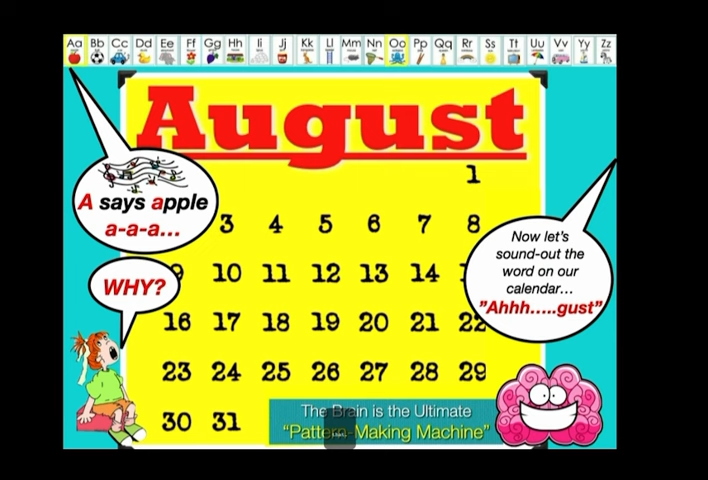 Aa Bb Cc Dd Ee Ff Gg Hh Ii Jj Kk Ll Mm Nn Oo Pp Qq Rr Ss Tt Uu Vv Yy Zz
August
1
A says apple
a-a-a...
3 4 5 6 7 8
Now let's
sound-out the
word on our
calendar...
"Ahhh.....gust"
9 10 11 12 13 14
WHY?
16 17 18 19 20 21 22
23 24 25 26 27 28 29
30 31
The Brain is the Ultimate
"Pattern-Making Machine"